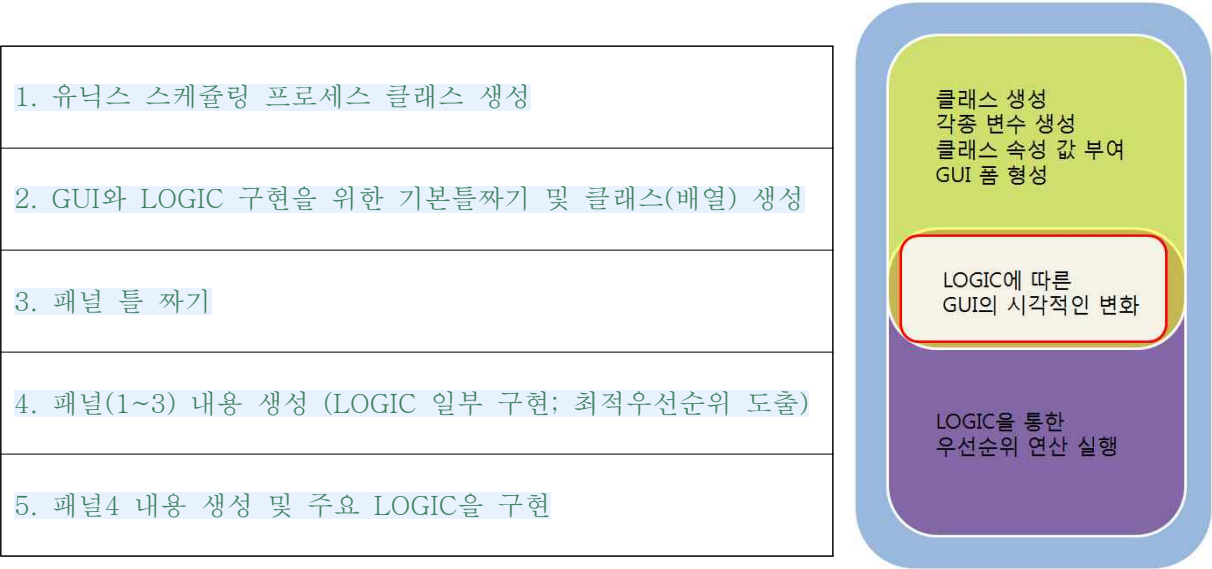 1. 유닉스 스케쥴링 프로세스 클래스 생성
2. GUI와 LOGIC 구현을 위한 기본틀짜기 및 클래스(배열) 생성
3. 패널 틀 짜기
4. 패널(1~3) 내용 생성 (LOGIC 일부 구현; 최적우선순위 도출)
5. 패널4 내용 생성 및 주요 LOGIC을 구현
클래스 생성
각종 변수 생성
클래스 속성 값 부여
GUI 폼 형성
LOGIC에 따른
GUI의 시각적인 변화
LOGIC을 통한
우선순위 연산 실행